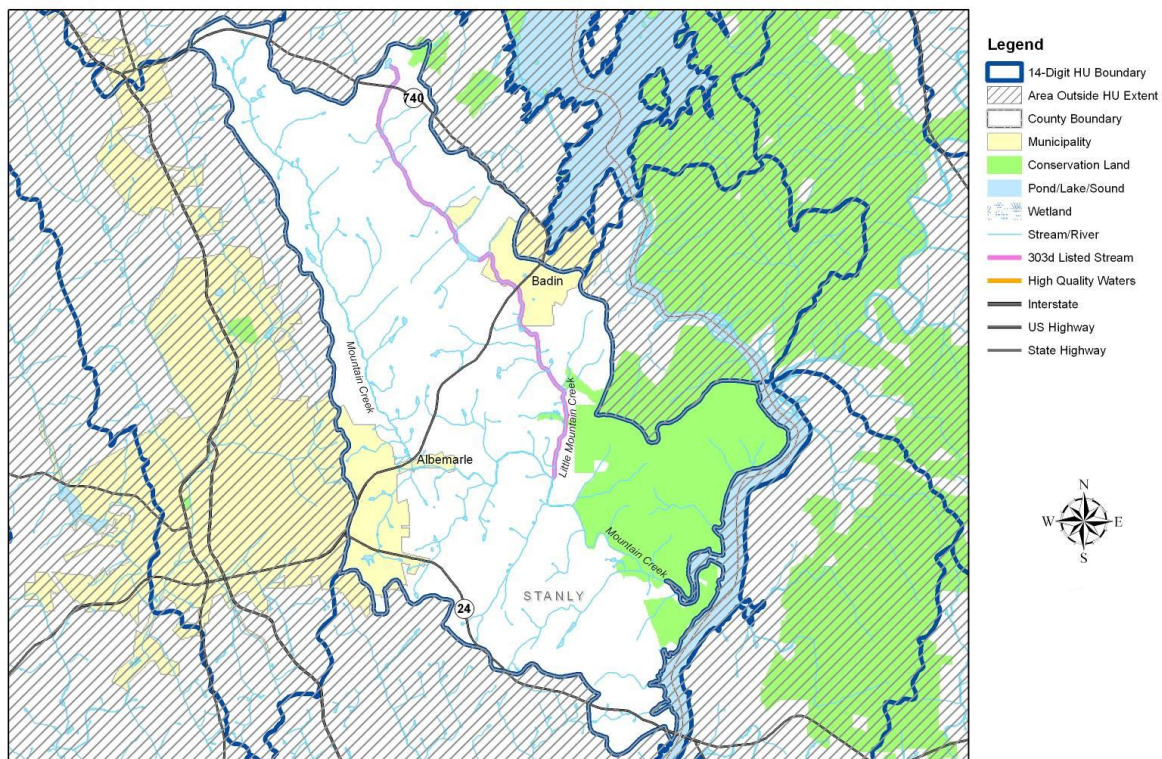 740
Badin
Mountain Creek
Little Mountain Creek
Albemarle
Mountain Creek
STANLY
24
Legend
14-Digit HU Boundary
Area Outside HU Extent
County Boundary
Municipality
Conservation Land
Pond/Lake/Sound
Wetland
Stream/River
303d Listed Stream
High Quality Waters
Interstate
US Highway
State Highway
N
W
E
S